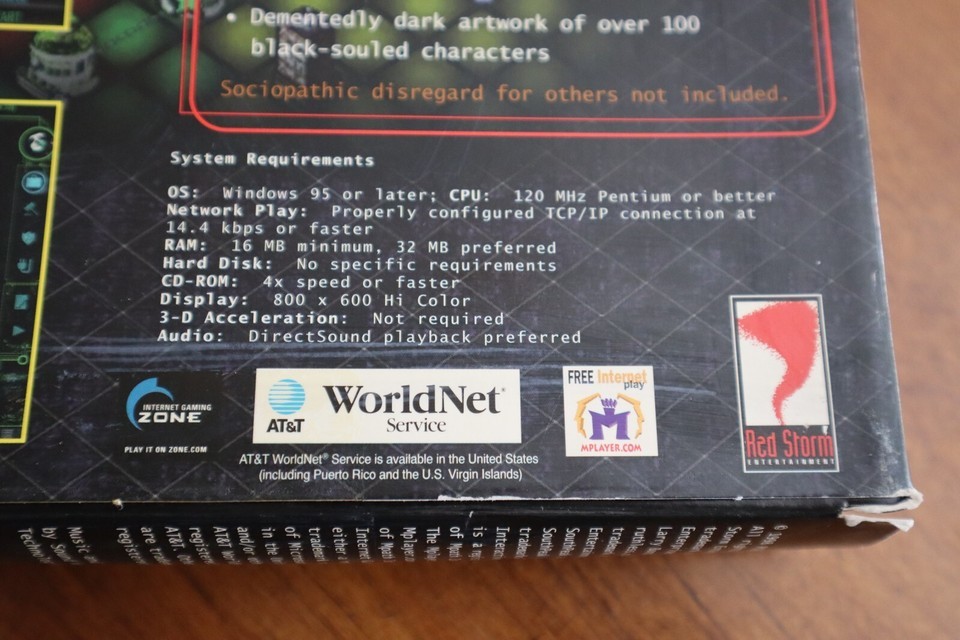 • Dementedly dark artwork of over 100
black-souled characters
Sociopathic disregard for others not included.
System Requirements
OS: Windows 95 or later; CPU: 120 MHz Pentium or better
Network Play: Properly configured TCP/IP connection at
14.4 kbps or faster
RAM: 16 MB minimum, 32 MB preferred
Hard Disk: No specific requirements
CD-ROM: 4x speed or faster
Display: 800 x 600 Hi Color
3-D Acceleration: Not required
Audio: DirectSound playback preferred
INTERNET GAMING
ZONE
PLAY IT ON ZONE.COM
AT&T
WorldNet®
Service
AT&T WorldNet® Service is available in the United States
(including Puerto Rico and the U.S. Virgin Islands)
FREE Internet
play
MPLAYER.COM
Red Storm
ENTERTAINMENT